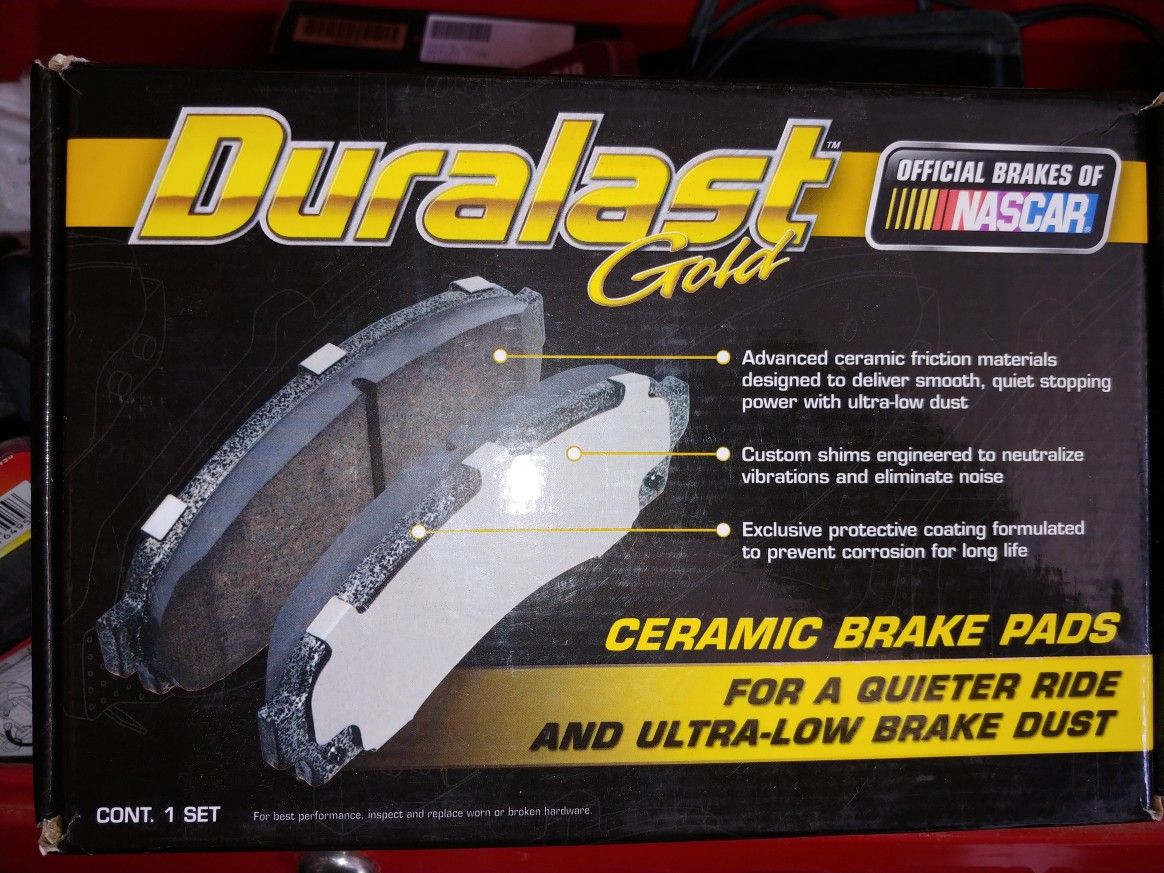 Duralast™
Gold
OFFICIAL BRAKES OF
NASCAR®
Advanced ceramic friction materials
designed to deliver smooth, quiet stopping
power with ultra-low dust
Custom shims engineered to neutralize
vibrations and eliminate noise
Exclusive protective coating formulated
to prevent corrosion for long life
CERAMIC BRAKE PADS
FOR A QUIETER RIDE
AND ULTRA-LOW BRAKE DUST
CONT. 1 SET
For best performance, inspect and replace worn or broken hardware.